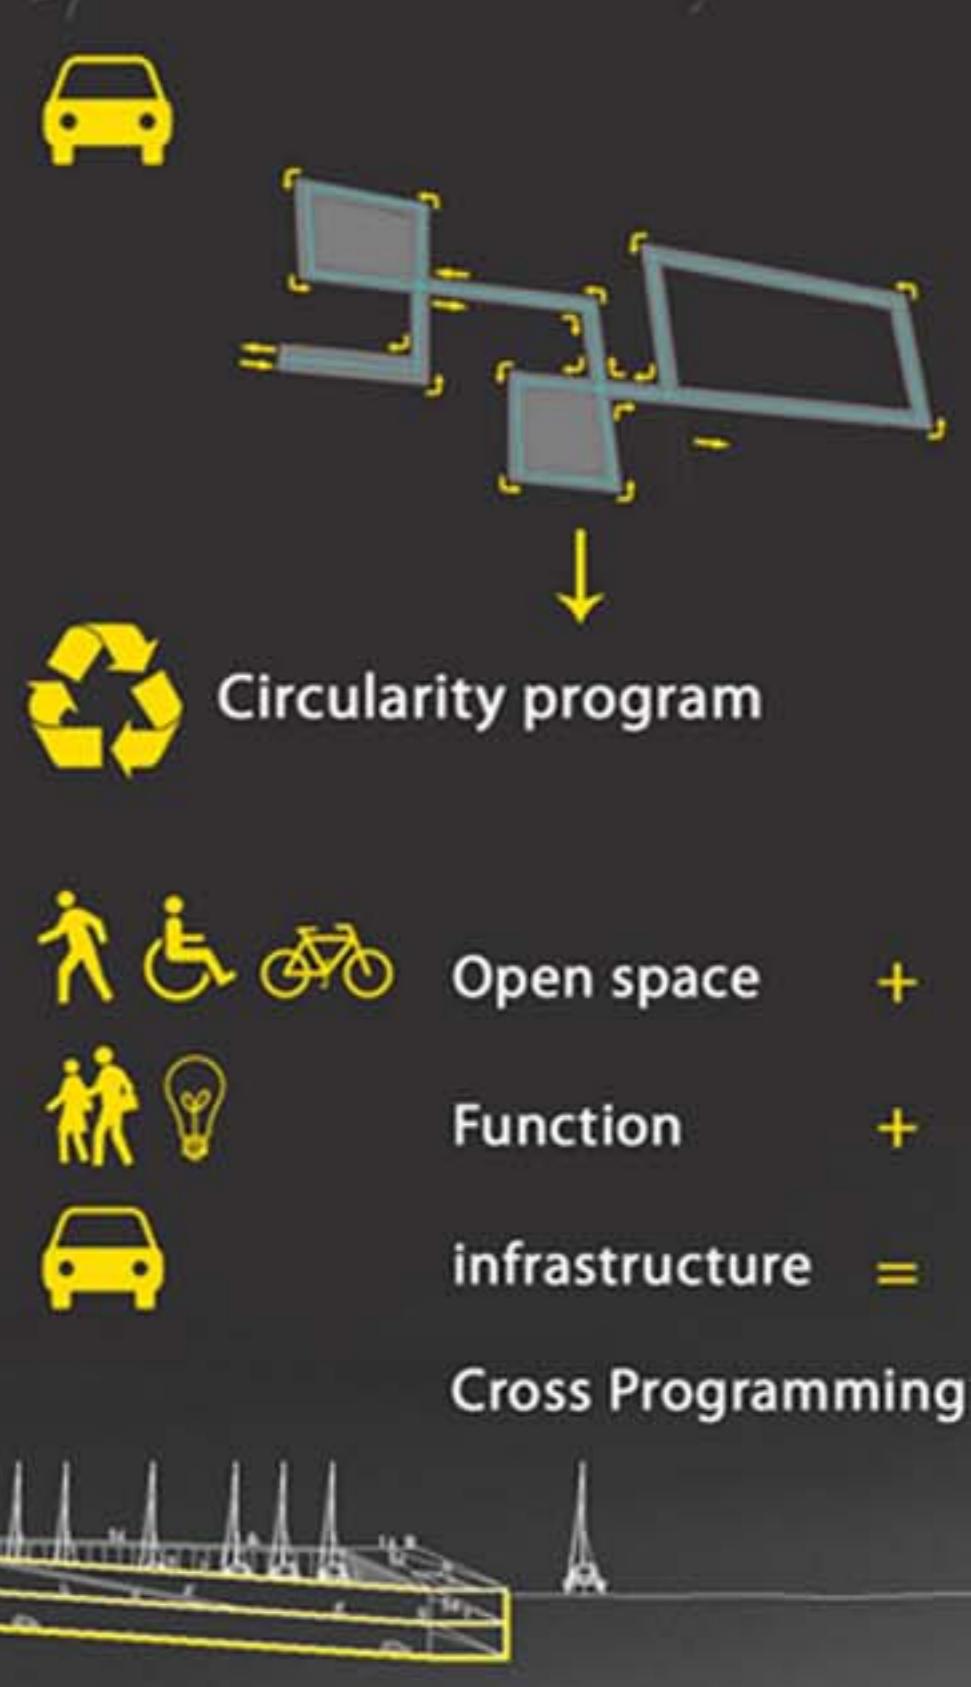 Circularity program
Open space +
Function +
infrastructure =
Cross Programming